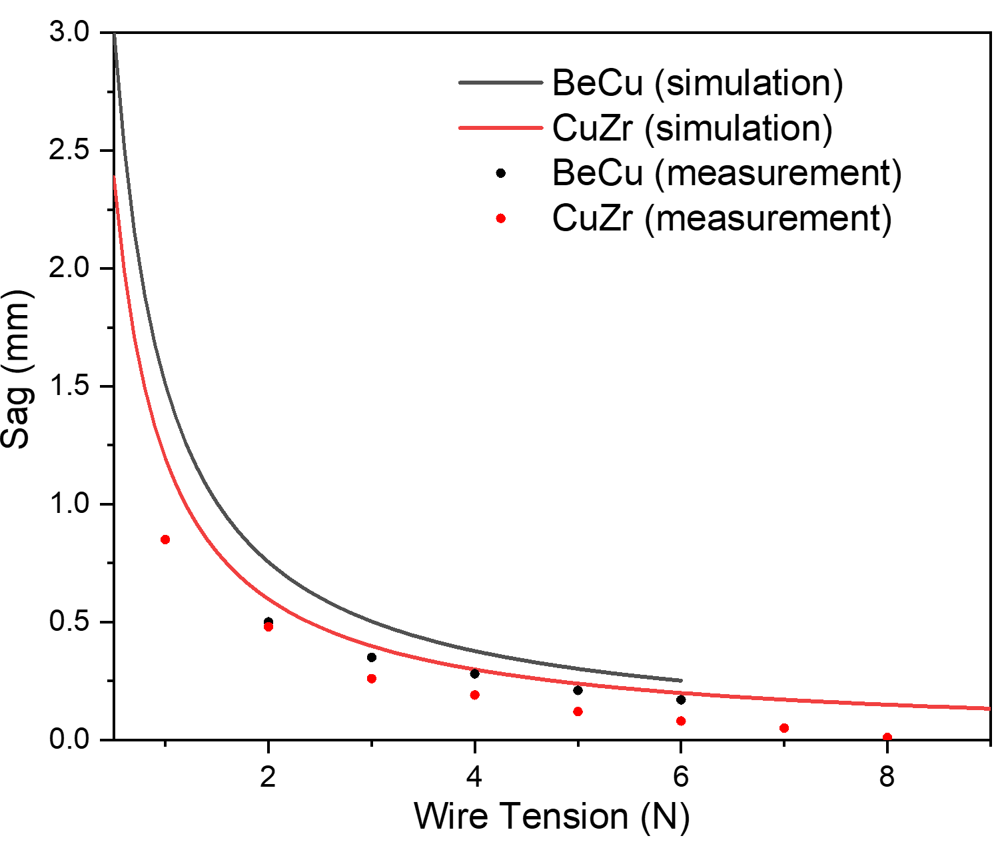 3.0
2.5
2.0
1.5
1.0
0.5
0.0
Sag (mm)
BeCu (simulation)
CuZr (simulation)
BeCu (measurement)
CuZr (measurement)
2 4 6 8
Wire Tension (N)